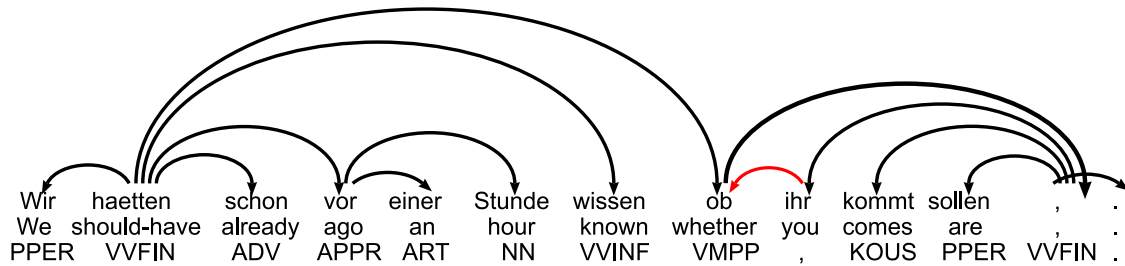 Wir haetten schon vor einer Stunde wissen ob ihr kommt sollen , .
We should-have already ago an hour known whether you comes are , .
PPER VVFIN ADV APPR ART NN VVINF VMPP , KOUS PPER VVFIN .